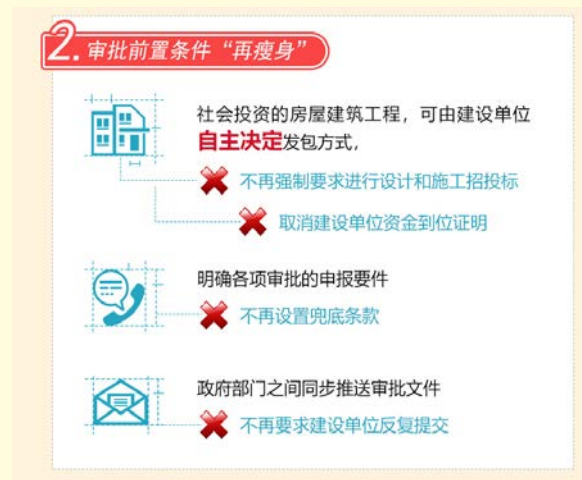 2. 审批前置条件“再瘦身”
社会投资的房屋建筑工程，可由建设单位
自主决定发包方式，
不再强制要求进行设计和施工招投标
取消建设单位资金到位证明
明确各项审批的申报要件
不再设置兜底条款
政府部门之间同步推送审批文件
不再要求建设单位反复提交